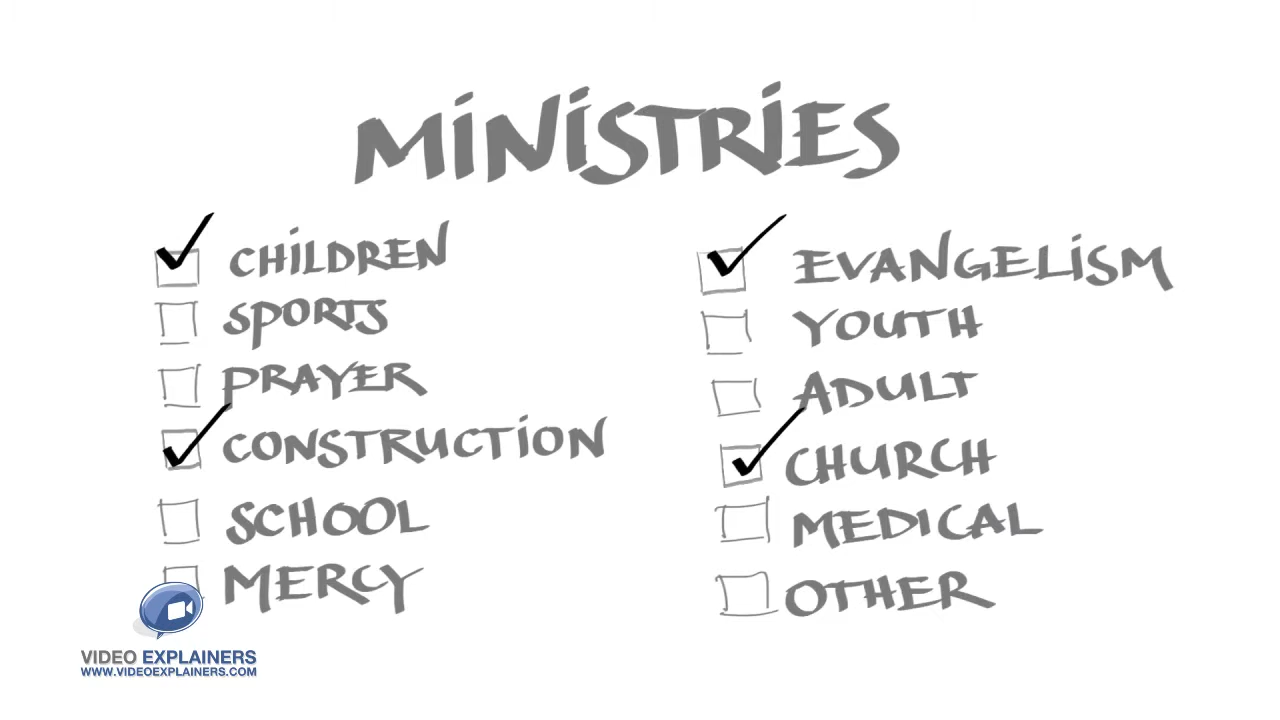 MINISTRIES
CHILDREN
SPORTS
PRAYER
CONSTRUCTION
SCHOOL
MERCY
EVANGELISM
YOUTH
ADULT
CHURCH
MEDICAL
OTHER
VIDEO EXPLAINERS
WWW.VIDEOEXPLAINERS.COM